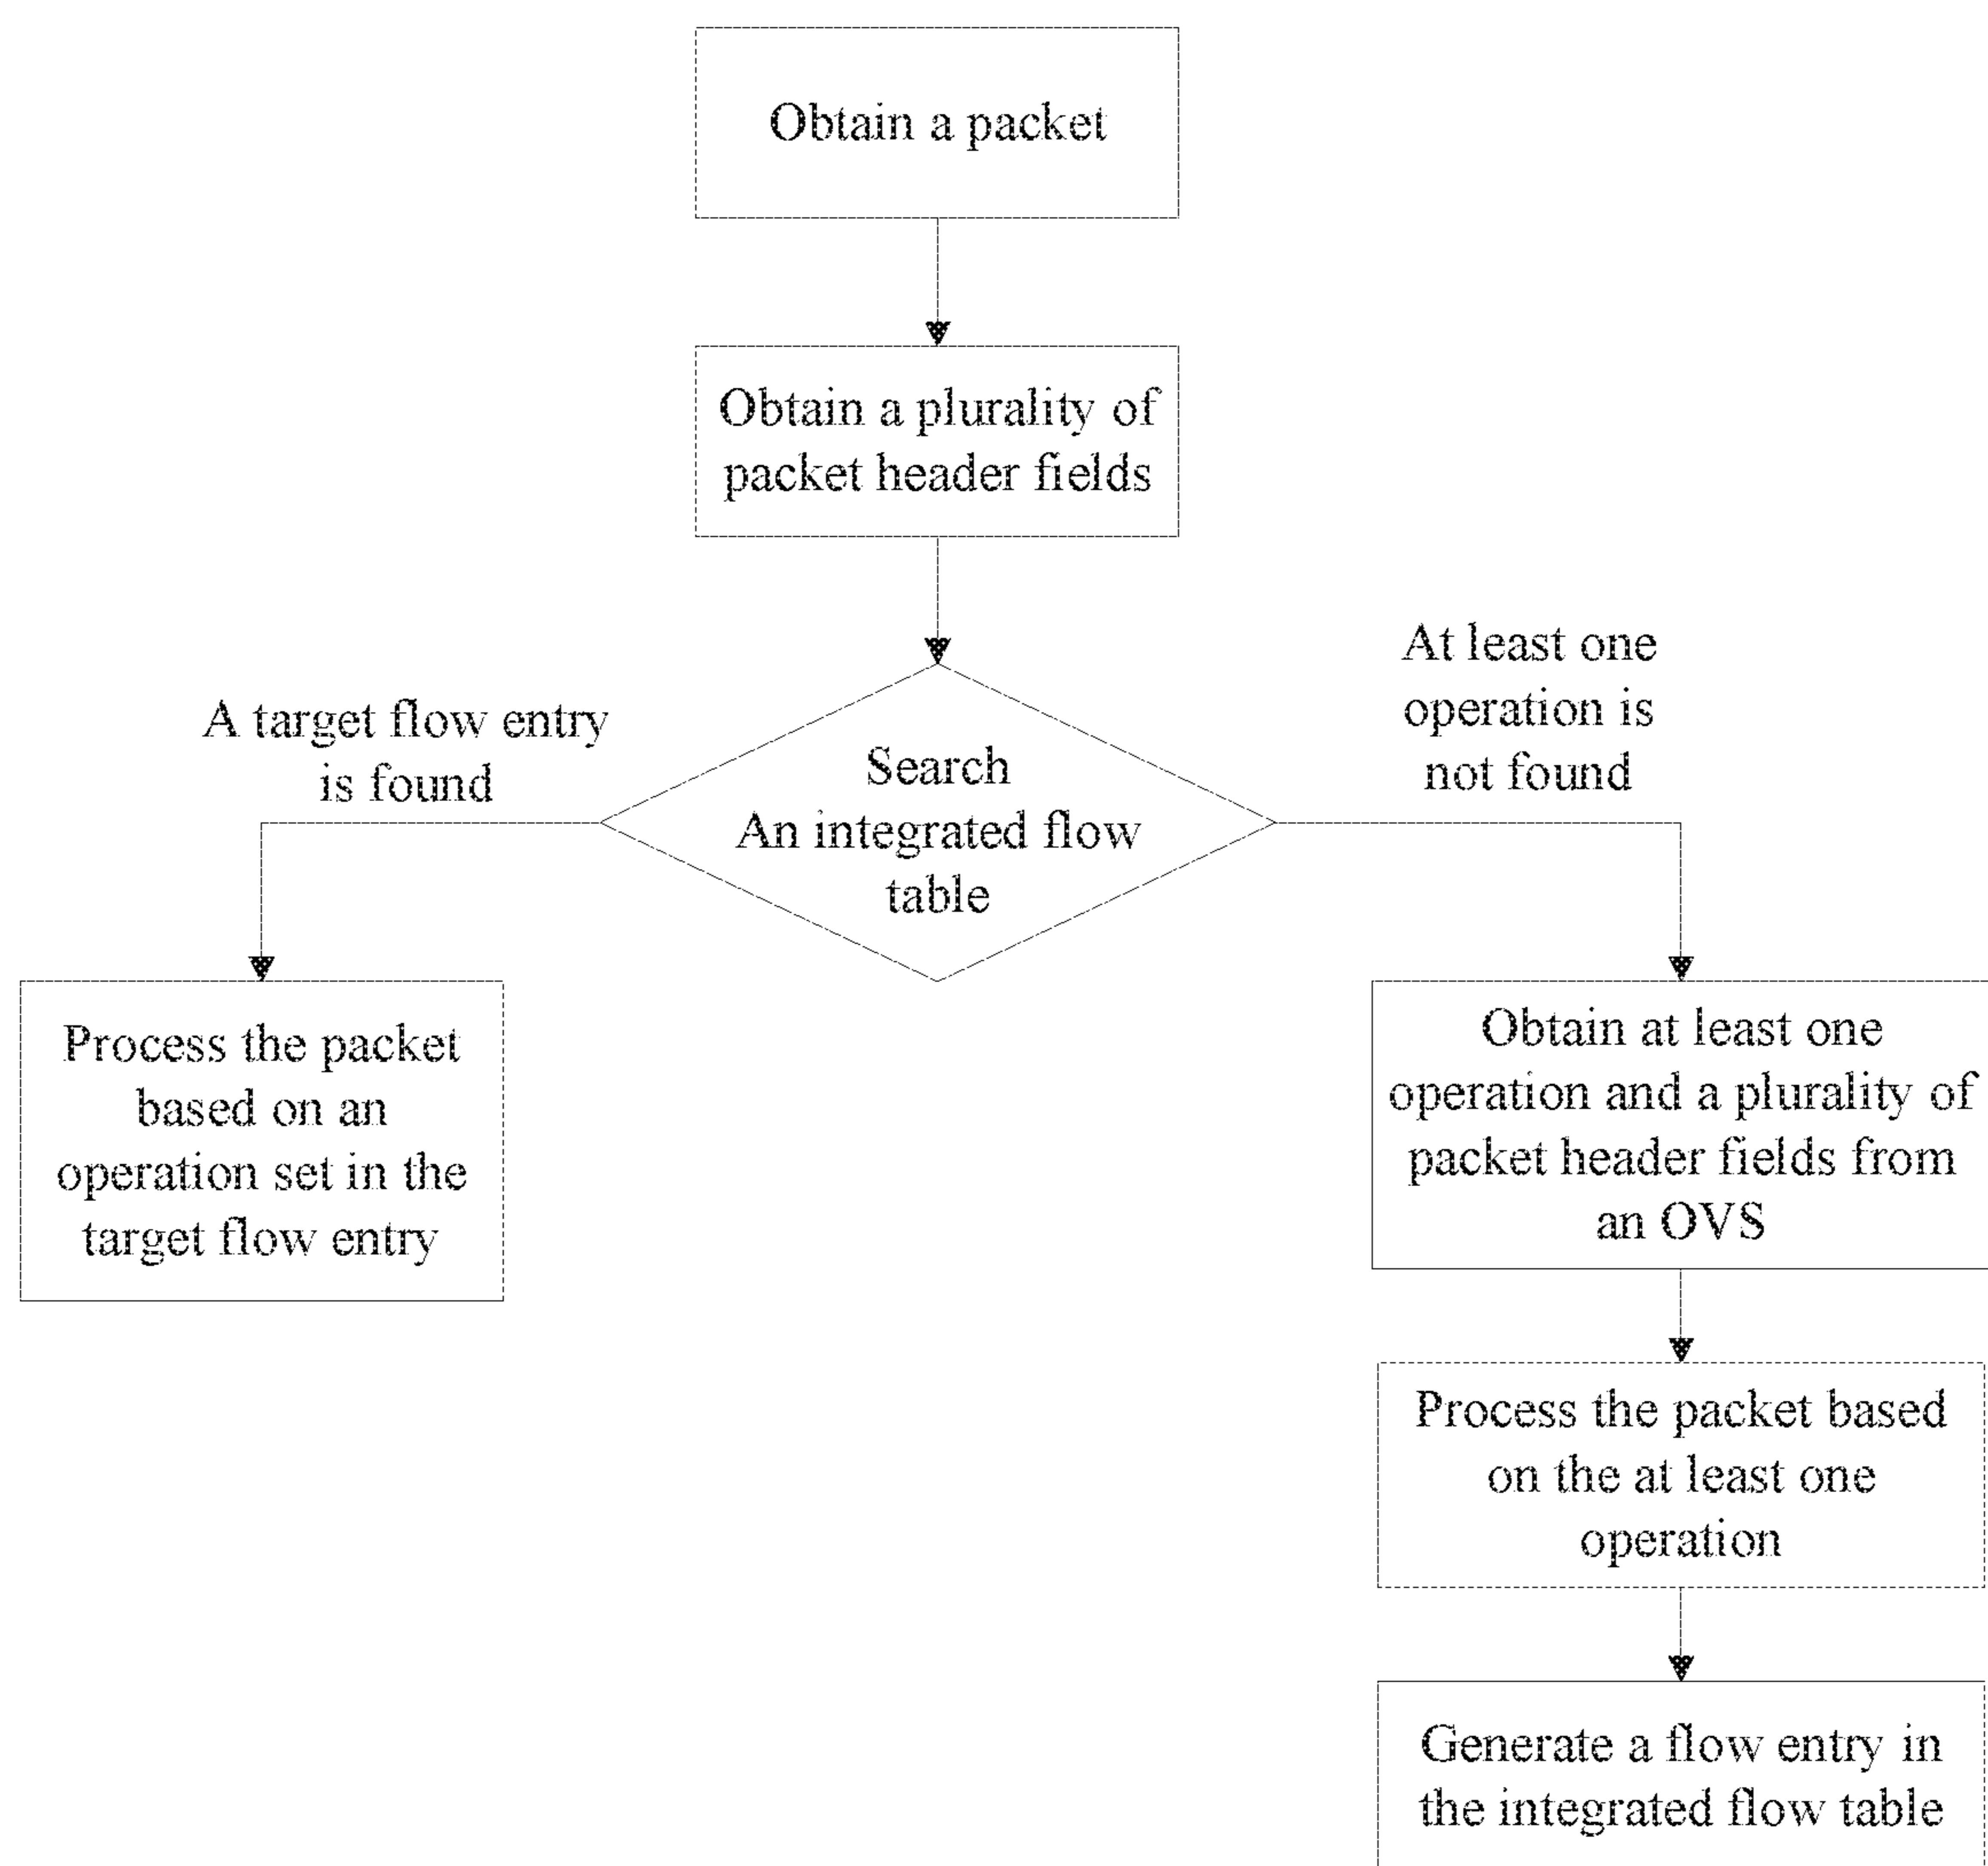 Obtain a packet
Obtain a plurality of
packet header fields
A target flow entry
is found
Search
An integrated flow
table
At least one
operation is
not found
Process the packet
based on an
operation set in the
target flow entry
Obtain at least one
operation and a plurality of
packet header fields from
an OVS
Process the packet based
on the at least one
operation
Generate a flow entry in
the integrated flow table